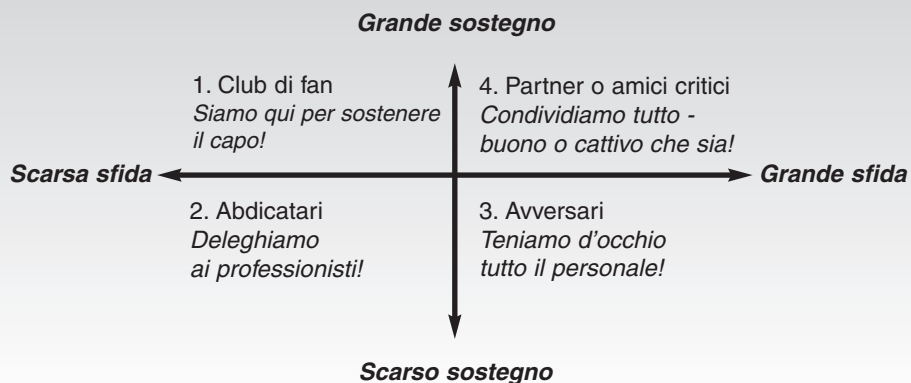 Grande sostegno
1. Club di fan
Siamo qui per sostenere
il capo!
4. Partner o amici critici
Condividiamo tutto -
buono o cattivo che sia!
Scarsa sfida
Grande sfida
2. Abdicatari
Deleghiamo
ai professionisti!
3. Avversari
Teniamo d'occhio
tutto il personale!
Scarso sostegno